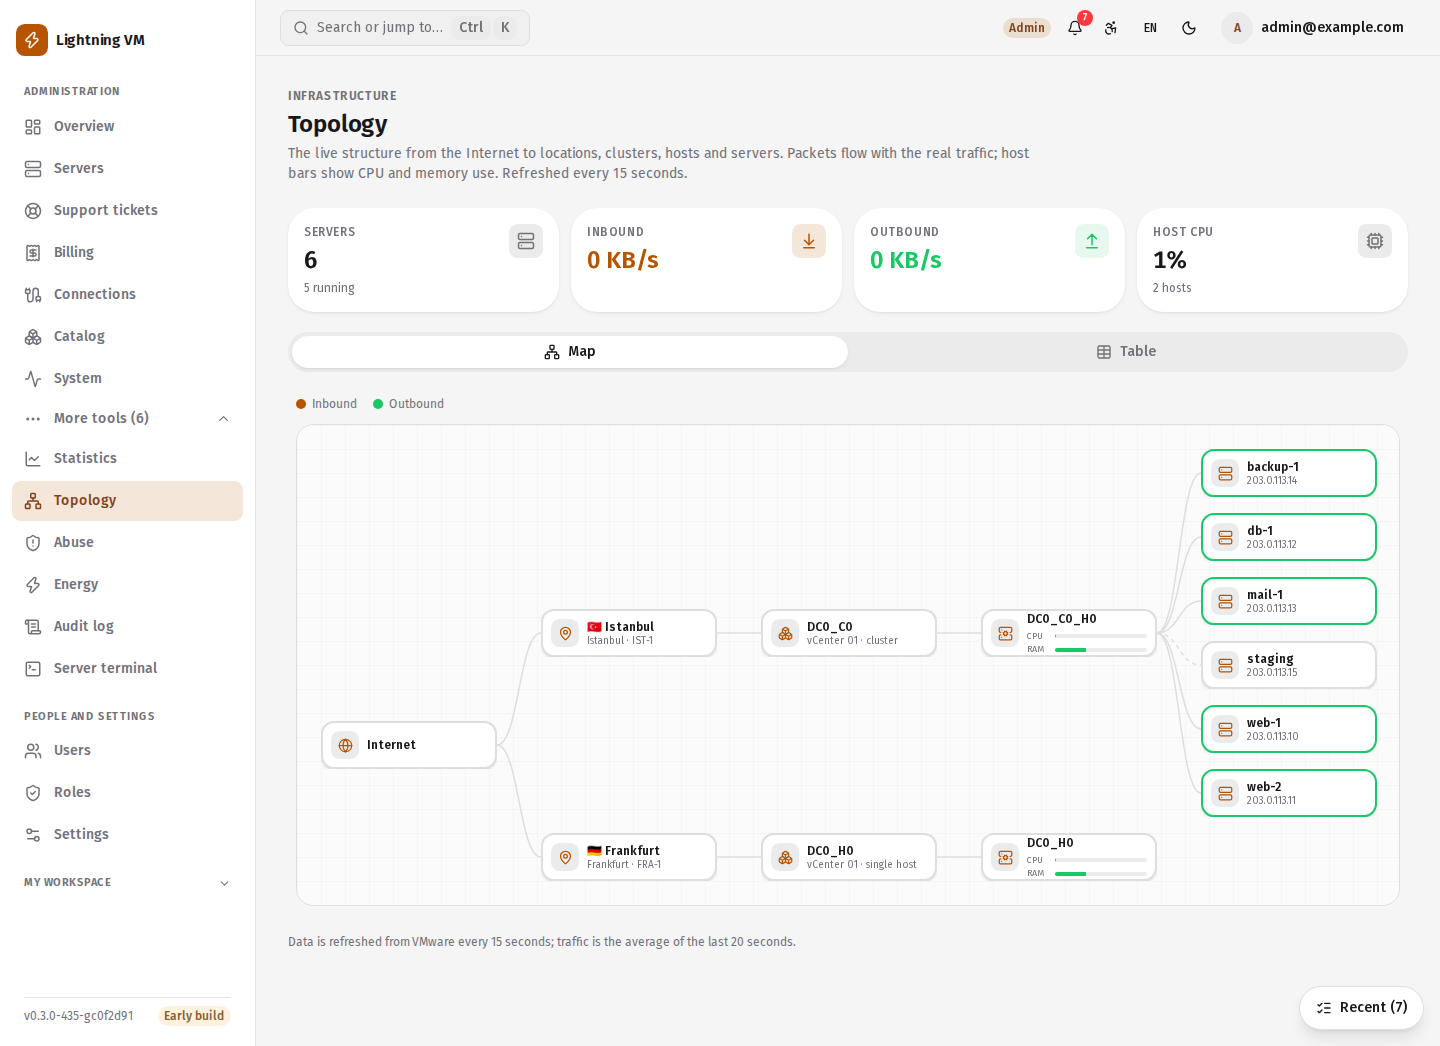 Lightning VM
Search or jump to... Ctrl K
Admin
7
EN
A
admin@example.com
ADMINISTRATION
Overview
Servers
Support tickets
Billing
Connections
Catalog
System
More tools (6)
Statistics
Topology
Abuse
Energy
Audit log
Server terminal
PEOPLE AND SETTINGS
Users
Roles
Settings
MY WORKSPACE
v0.3.0-435-gc0f2d91
Early build
INFRASTRUCTURE
Topology
The live structure from the Internet to locations, clusters, hosts and servers. Packets flow with the real traffic; host
bars show CPU and memory use. Refreshed every 15 seconds.
SERVERS
6
5 running
INBOUND
0 KB/s
OUTBOUND
0 KB/s
HOST CPU
1%
2 hosts
Map
Table
Inbound
Outbound
Internet
Istanbul
Istanbul · IST-1
DC0_C0
vCenter 01 · cluster
DC0_C0_H0
CPU
RAM
Frankfurt
Frankfurt · FRA-1
DC0_H0
vCenter 01 · single host
DC0_H0
CPU
RAM
backup-1
203.0.113.14
db-1
203.0.113.12
mail-1
203.0.113.13
staging
203.0.113.15
web-1
203.0.113.10
web-2
203.0.113.11
Data is refreshed from VMware every 15 seconds; traffic is the average of the last 20 seconds.
Recent (7)